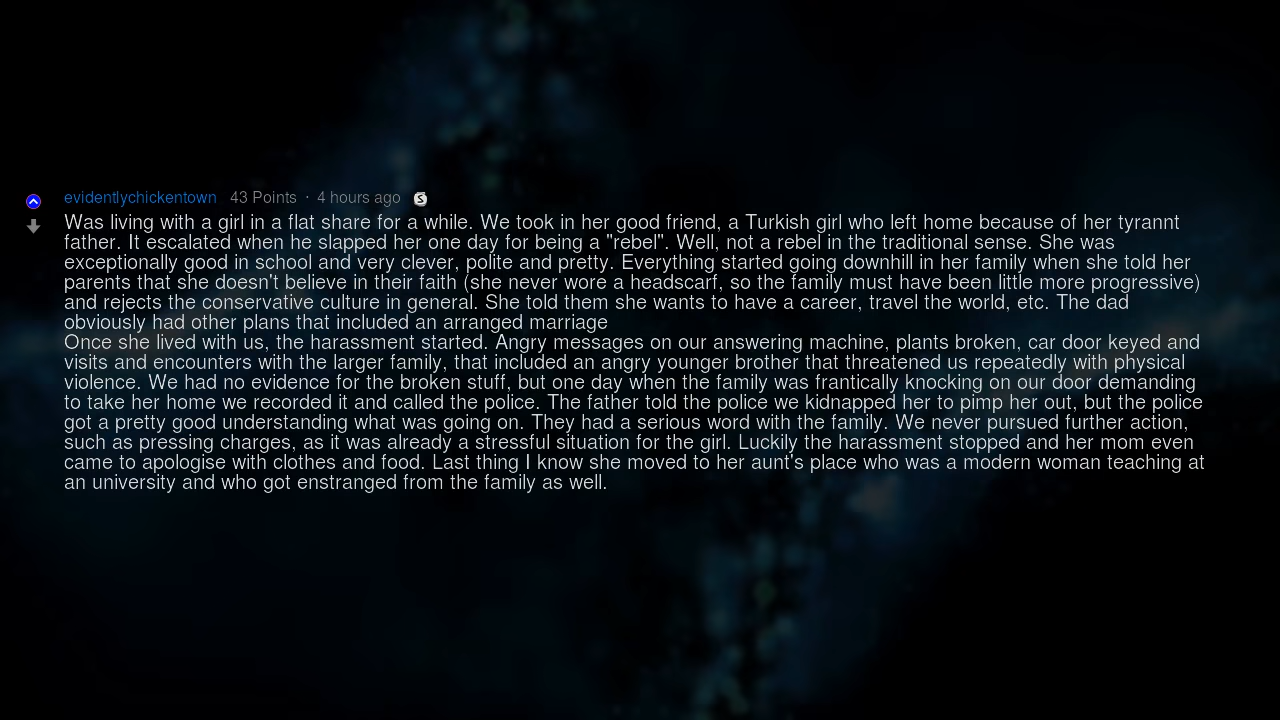 evidentlychickentown 43 Points · 4 hours ago
Was living with a girl in a flat share for a while. We took in her good friend, a Turkish girl who left home because of her tyrannt
father. It escalated when he slapped her one day for being a "rebel". Well, not a rebel in the traditional sense. She was
exceptionally good in school and very clever, polite and pretty. Everything started going downhill in her family when she told her
parents that she doesn't believe in their faith (she never wore a headscarf, so the family must have been little more progressive)
and rejects the conservative culture in general. She told them she wants to have a career, travel the world, etc. The dad
obviously had other plans that included an arranged marriage
Once she lived with us, the harassment started. Angry messages on our answering machine, plants broken, car door keyed and
visits and encounters with the larger family, that included an angry younger brother that threatened us repeatedly with physical
violence. We had no evidence for the broken stuff, but one day when the family was frantically knocking on our door demanding
to take her home we recorded it and called the police. The father told the police we kidnapped her to pimp her out, but the police
got a pretty good understanding what was going on. They had a serious word with the family. We never pursued further action,
such as pressing charges, as it was already a stressful situation for the girl. Luckily the harassment stopped and her mom even
came to apologise with clothes and food. Last thing I know she moved to her aunt's place who was a modern woman teaching at
an university and who got enstranged from the family as well.